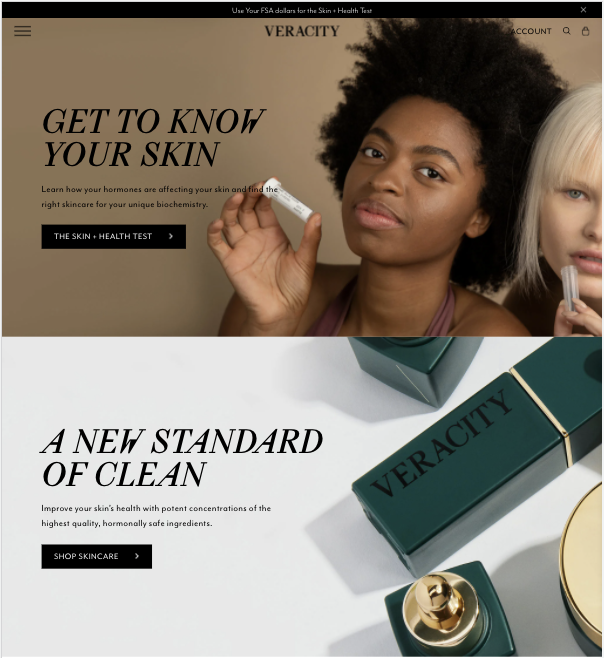 Use Your FSA dollars for the Skin + Health Test
VERACITY
ACCOUNT
GET TO KNOW
YOUR SKIN
Learn how your hormones are affecting your skin and find the
right skincare for your unique biochemistry.
THE SKIN + HEALTH TEST
A NEW STANDARD
OF CLEAN
VERACITY
Improve your skin's health with potent concentrations of the
highest quality, hormonally safe ingredients.
SHOP SKINCARE